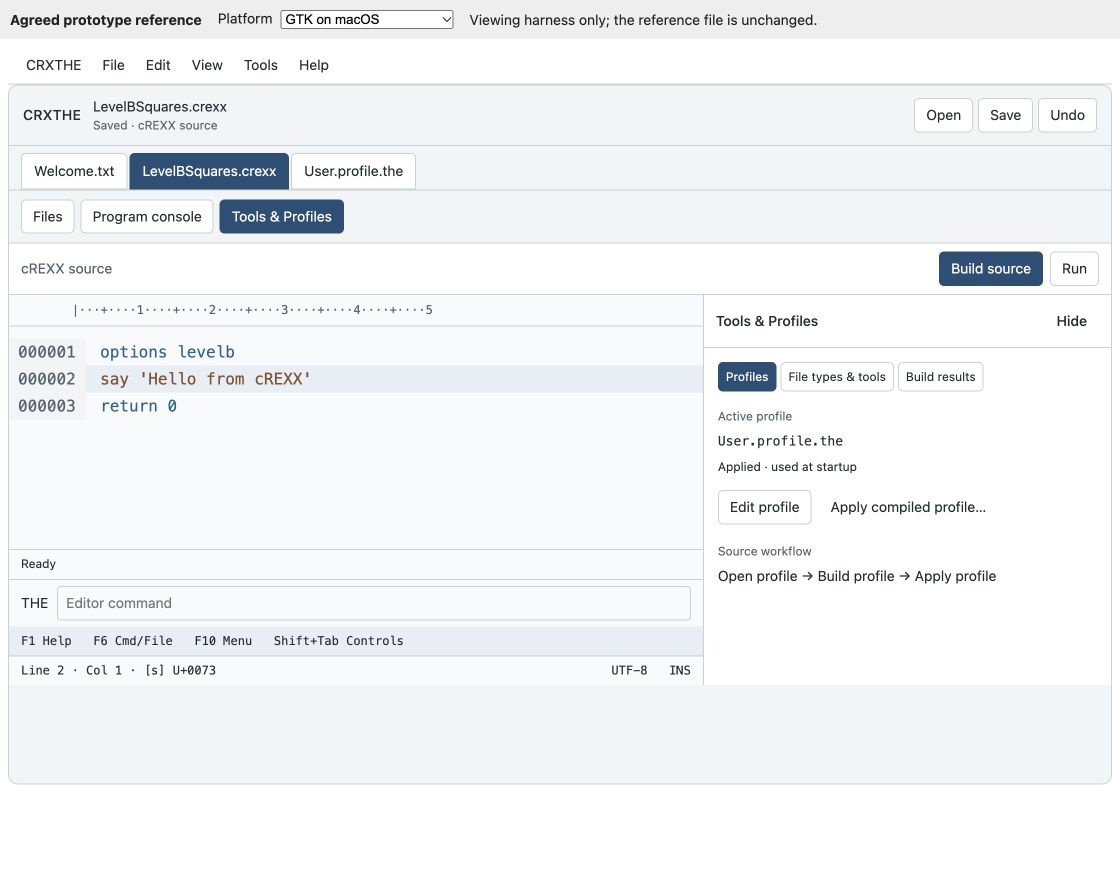 Agreed prototype reference Platform GTK on macOS Viewing harness only; the reference file is unchanged.
CRXTHE File Edit View Tools Help
CRXTHE
LevelBSquares.crexx
Saved · cREXX source
Open Save Undo
Welcome.txt LevelBSquares.crexx User.profile.the
Files Program console Tools & Profiles
cREXX source Build source Run
|···+····1····+····2····+····3····+····4····+····5
000001 options levelb
000002 say 'Hello from cREXX'
000003 return 0
Ready
THE Editor command
F1 Help F6 Cmd/File F10 Menu Shift+Tab Controls
Line 2 · Col 1 · [s] U+0073 UTF-8 INS
Tools & Profiles Hide
Profiles File types & tools Build results
Active profile
User.profile.the
Applied · used at startup
Edit profile Apply compiled profile…
Source workflow
Open profile → Build profile → Apply profile